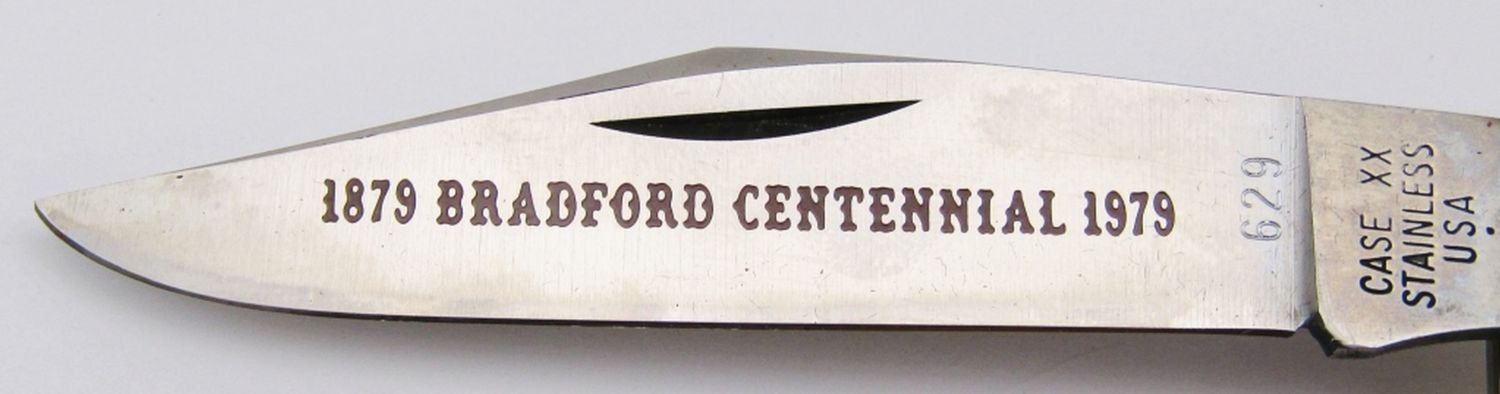 1879 BRADFORD CENTENNIAL 1979
629
CASE XX
STAINLESS
USA